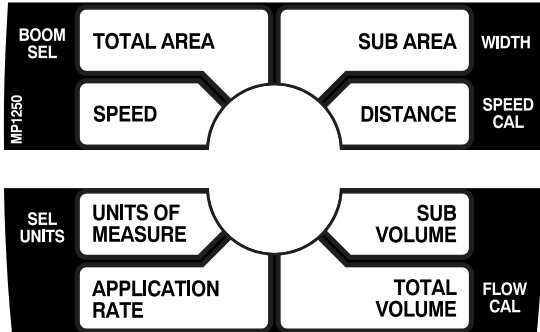 BOOM
SEL
TOTAL AREA
SUB AREA
WIDTH
MP1250
SPEED
DISTANCE
SPEED
CAL
SEL
UNITS
UNITS OF
MEASURE
SUB
VOLUME
APPLICATION
RATE
TOTAL
VOLUME
FLOW
CAL